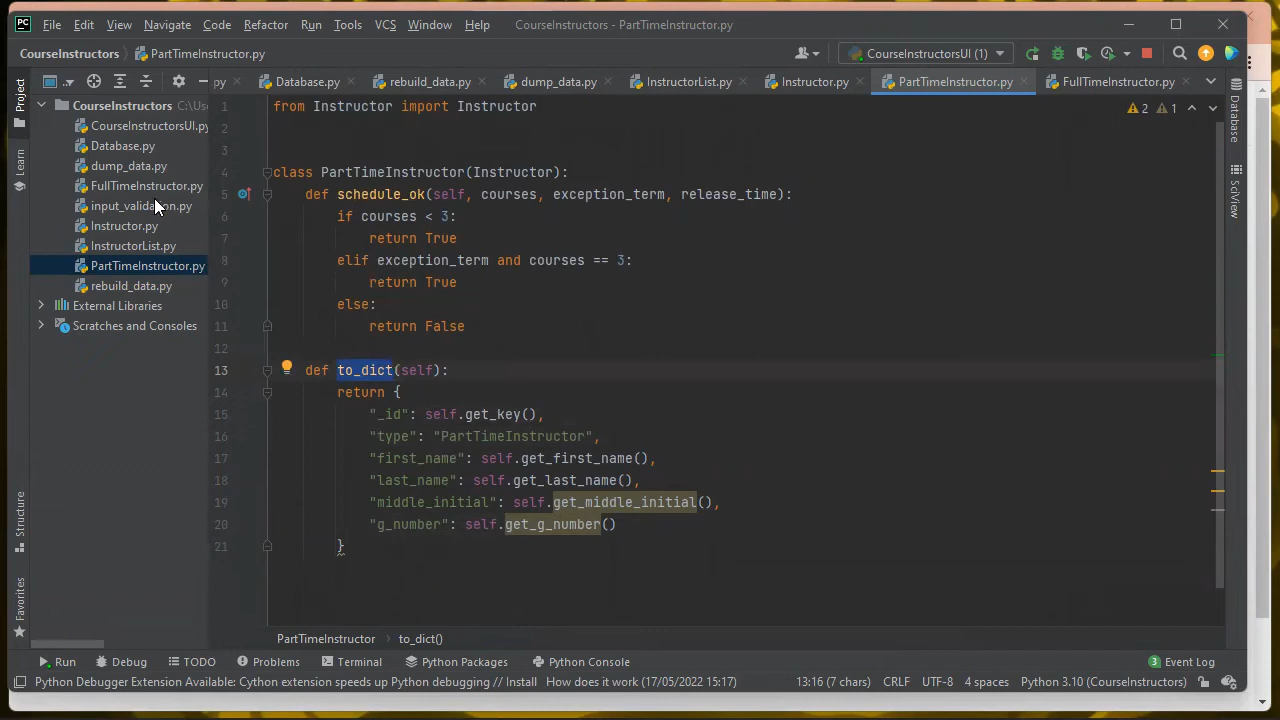 PC File Edit View Navigate Code Refactor Run Tools VCS Git Window Help CourseInstructors - PartTimeInstructor.py
CourseInstructors PartTimeInstructor.py CourseInstructorsUI (1)
.. py Database.py rebuild_data.py dump_data.py InstructorList.py Instructor.py PartTimeInstructor.py FullTimeInstructor.py
Project
Learn
Structure
Favorites
CourseInstructors C:\Use
CourseInstructorsUI.py
Database.py
dump_data.py
FullTimeInstructor.py
input_validation.py
Instructor.py
InstructorList.py
PartTimeInstructor.py
rebuild_data.py
External Libraries
Scratches and Consoles
1 from Instructor import Instructor
2
3
4 class PartTimeInstructor(Instructor):
5 def schedule_ok(self, courses, exception_term, release_time):
6 if courses < 3:
7 return True
8 elif exception_term and courses == 3:
9 return True
10 else:
11 return False
12
13 def to_dict(self):
14 return {
15 "_id": self.get_key(),
16 "type": "PartTimeInstructor",
17 "first_name": self.get_first_name(),
18 "last_name": self.get_last_name(),
19 "middle_initial": self.get_middle_initial(),
20 "g_number": self.get_g_number()
21 }
2 1
Database
SciView
PartTimeInstructor to_dict()
Run Debug TODO Problems Terminal Python Packages Python Console 3 Event Log
Python Debugger Extension Available: Cython extension speeds up Python debugging // Install How does it work (17/05/2022 15:17) 13:16 (7 chars) CRLF UTF-8 4 spaces Python 3.10 (CourseInstructors)